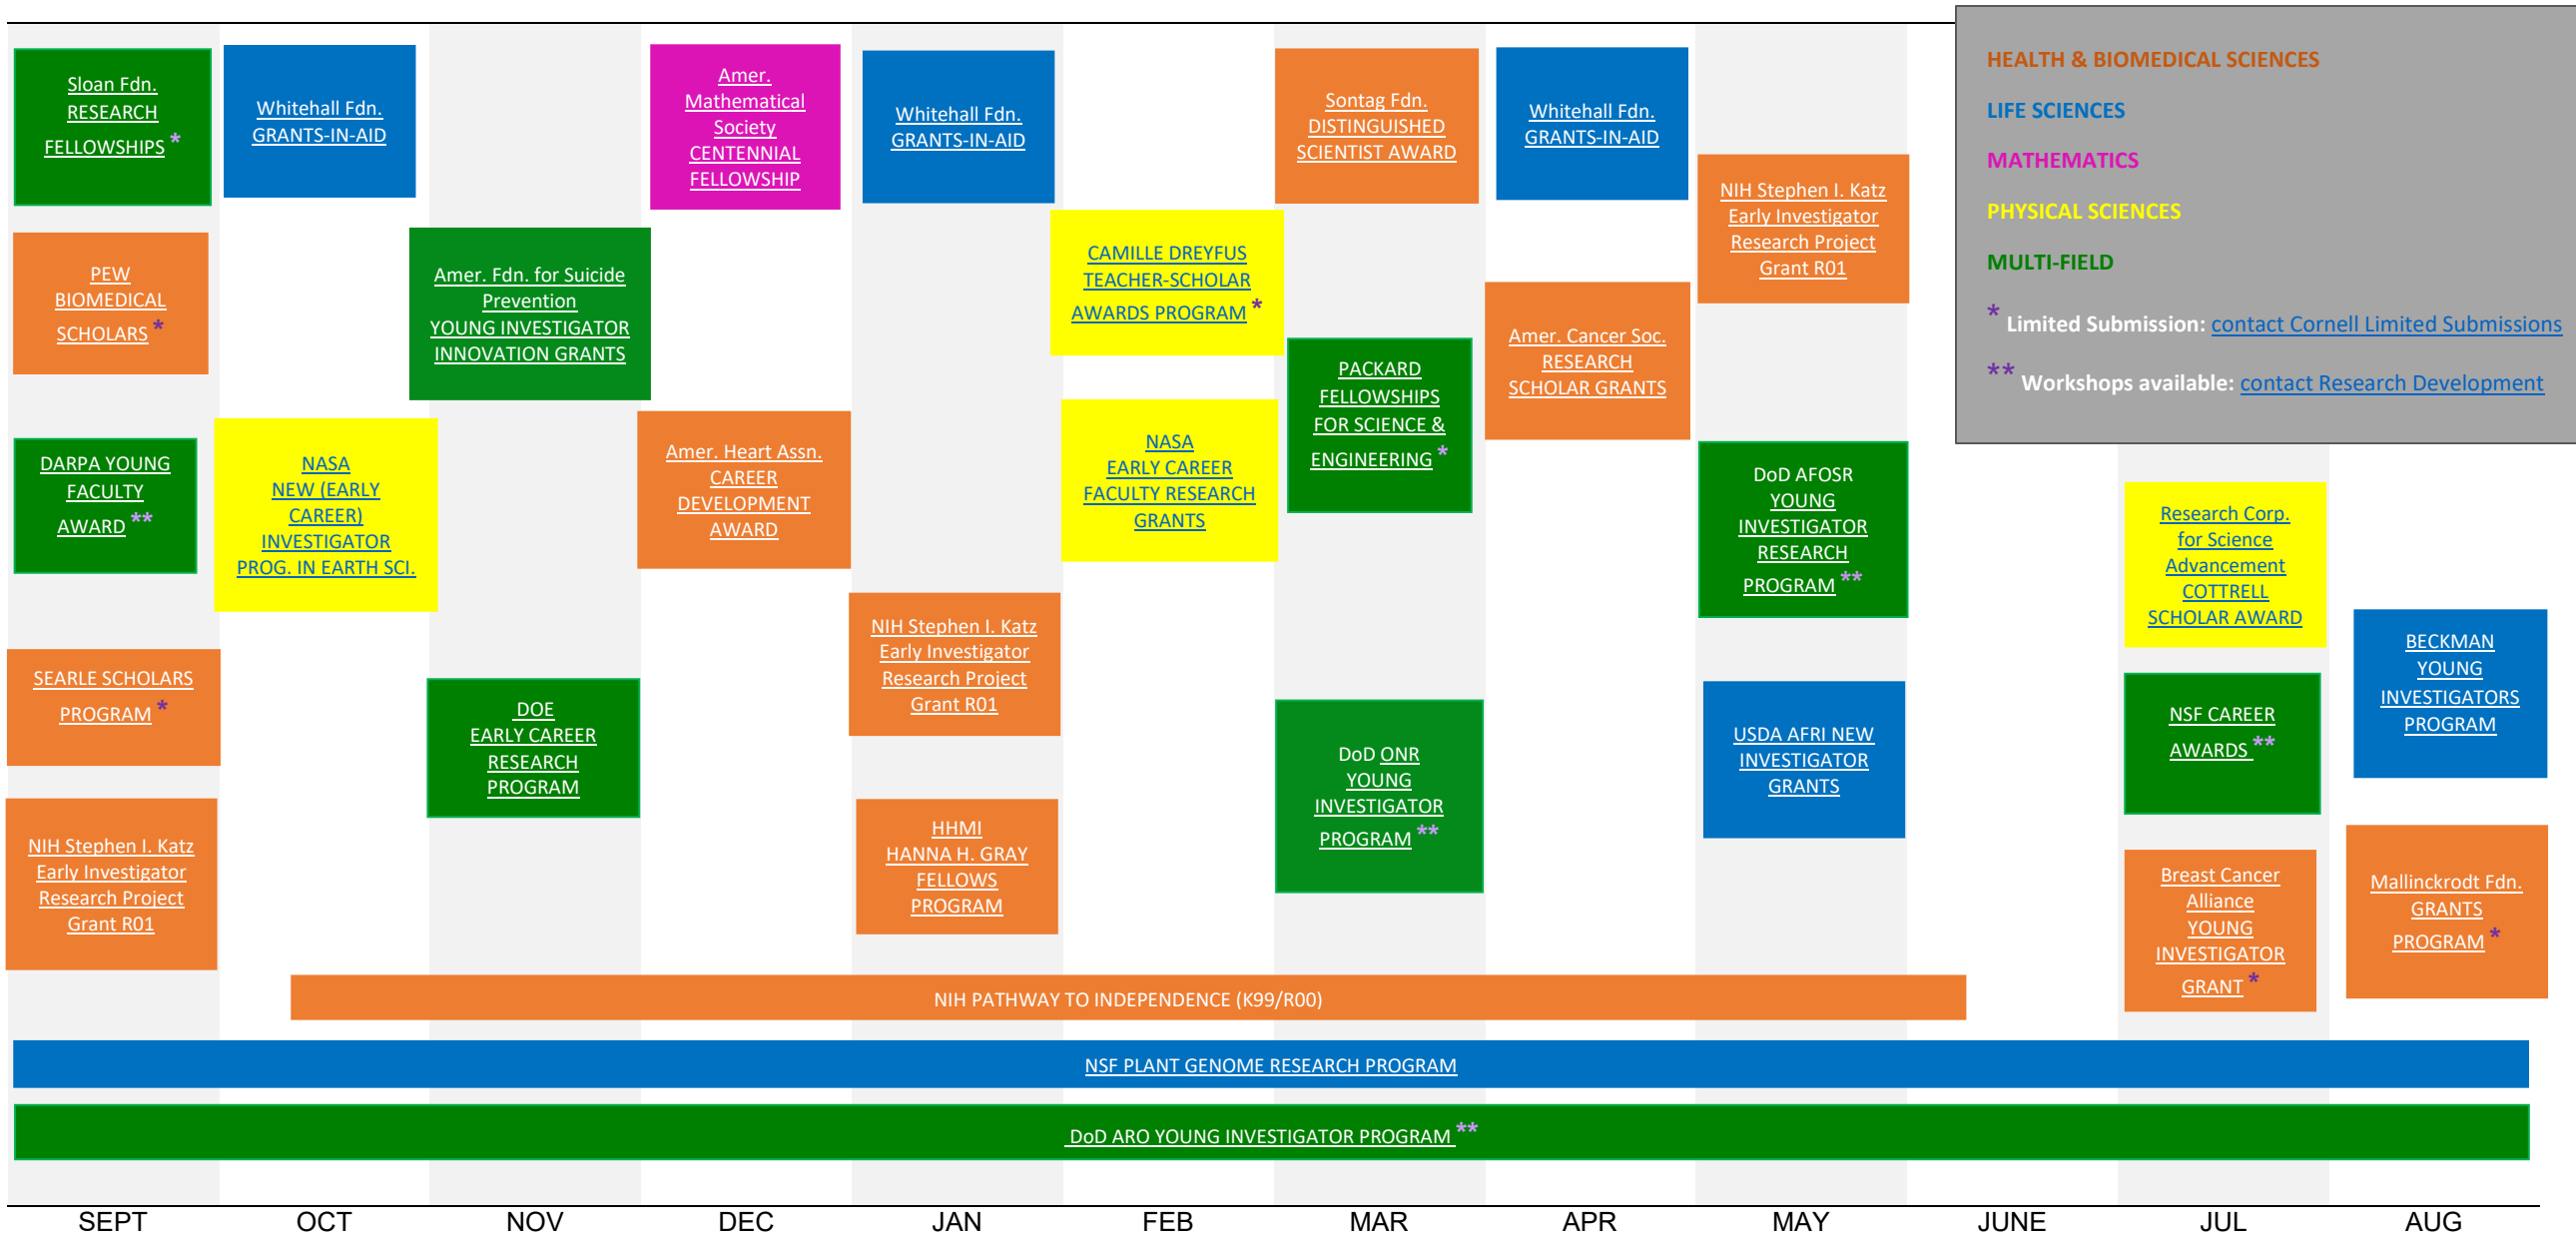 Sloan Fdn.
RESEARCH
FELLOWSHIPS *
PEW
BIOMEDICAL
SCHOLARS *
DARPA YOUNG
FACULTY
AWARD **
SEARLE SCHOLARS
PROGRAM *
NIH Stephen I. Katz
Early Investigator
Research Project
Grant R01
Whitehall Fdn.
GRANTS-IN-AID
NASA
NEW (EARLY
CAREER)
INVESTIGATOR
PROG. IN EARTH SCI.
Amer. Fdn. for Suicide
Prevention
YOUNG INVESTIGATOR
INNOVATION GRANTS
DOE
EARLY CAREER
RESEARCH
PROGRAM
Amer.
Mathematical
Society
CENTENNIAL
FELLOWSHIP
Amer. Heart Assn.
CAREER
DEVELOPMENT
AWARD
Whitehall Fdn.
GRANTS-IN-AID
NIH Stephen I. Katz
Early Investigator
Research Project
Grant R01
HHMI
HANNA H. GRAY
FELLOWS
PROGRAM
CAMILLE DREYFUS
TEACHER-SCHOLAR
AWARDS PROGRAM *
NASA
EARLY CAREER
FACULTY RESEARCH
GRANTS
Sontag Fdn.
DISTINGUISHED
SCIENTIST AWARD
PACKARD
FELLOWSHIPS
FOR SCIENCE &
ENGINEERING *
DoD ONR
YOUNG
INVESTIGATOR
PROGRAM **
Whitehall Fdn.
GRANTS-IN-AID
Amer. Cancer Soc.
RESEARCH
SCHOLAR GRANTS
NIH Stephen I. Katz
Early Investigator
Research Project
Grant R01
DoD AFOSR
YOUNG
INVESTIGATOR
RESEARCH
PROGRAM **
USDA AFRI NEW
INVESTIGATOR
GRANTS
HEALTH & BIOMEDICAL SCIENCES
LIFE SCIENCES
MATHEMATICS
PHYSICAL SCIENCES
MULTI-FIELD
* Limited Submission: contact Cornell Limited Submissions
** Workshops available: contact Research Development
Research Corp.
for Science
Advancement
COTTRELL
SCHOLAR AWARD
NSF CAREER
AWARDS **
Breast Cancer
Alliance
YOUNG
INVESTIGATOR
GRANT *
BECKMAN
YOUNG
INVESTIGATORS
PROGRAM
Mallinckrodt Fdn.
GRANTS
PROGRAM *
NIH PATHWAY TO INDEPENDENCE (K99/R00)
NSF PLANT GENOME RESEARCH PROGRAM
DoD ARO YOUNG INVESTIGATOR PROGRAM **
SEPT OCT NOV DEC JAN FEB MAR APR MAY JUNE JUL AUG